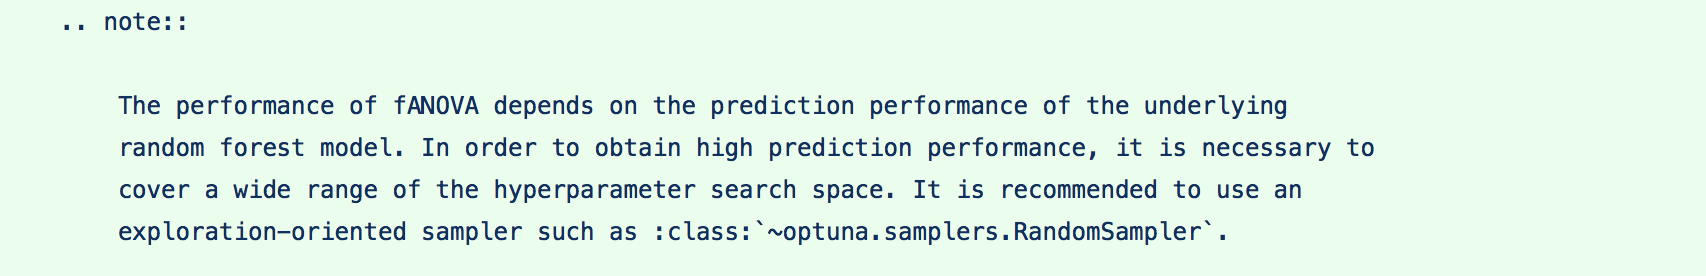 .. note::
The performance of fANOVA depends on the prediction performance of the underlying
random forest model. In order to obtain high prediction performance, it is necessary to
cover a wide range of the hyperparameter search space. It is recommended to use an
exploration-oriented sampler such as :class:`~optuna.samplers.RandomSampler`.